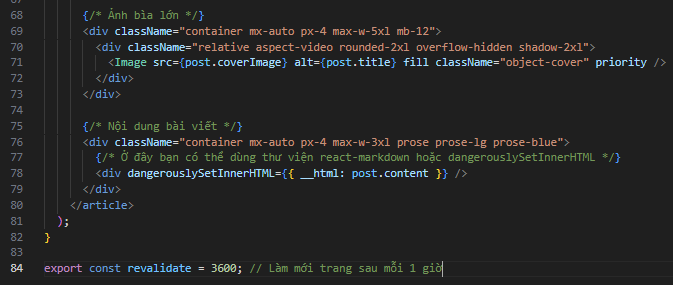 68 {/* Ảnh bìa lớn */}
69 <div className="container mx-auto px-4 max-w-5xl mb-12">
70 <div className="relative aspect-video rounded-2xl overflow-hidden shadow-2xl">
71 <Image src={post.coverImage} alt={post.title} fill className="object-cover" priority />
72 </div>
73 </div>
74
75 {/* Nội dung bài viết */}
76 <div className="container mx-auto px-4 max-w-3xl prose prose-lg prose-blue">
77 {/* Ở đây bạn có thể dùng thư viện react-markdown hoặc dangerouslySetInnerHTML */}
78 <div dangerouslySetInnerHTML={{ __html: post.content }} />
79 </div>
80 </article>
81 );
82 }
83
84 export const revalidate = 3600; // Làm mới trang sau mỗi 1 giờ